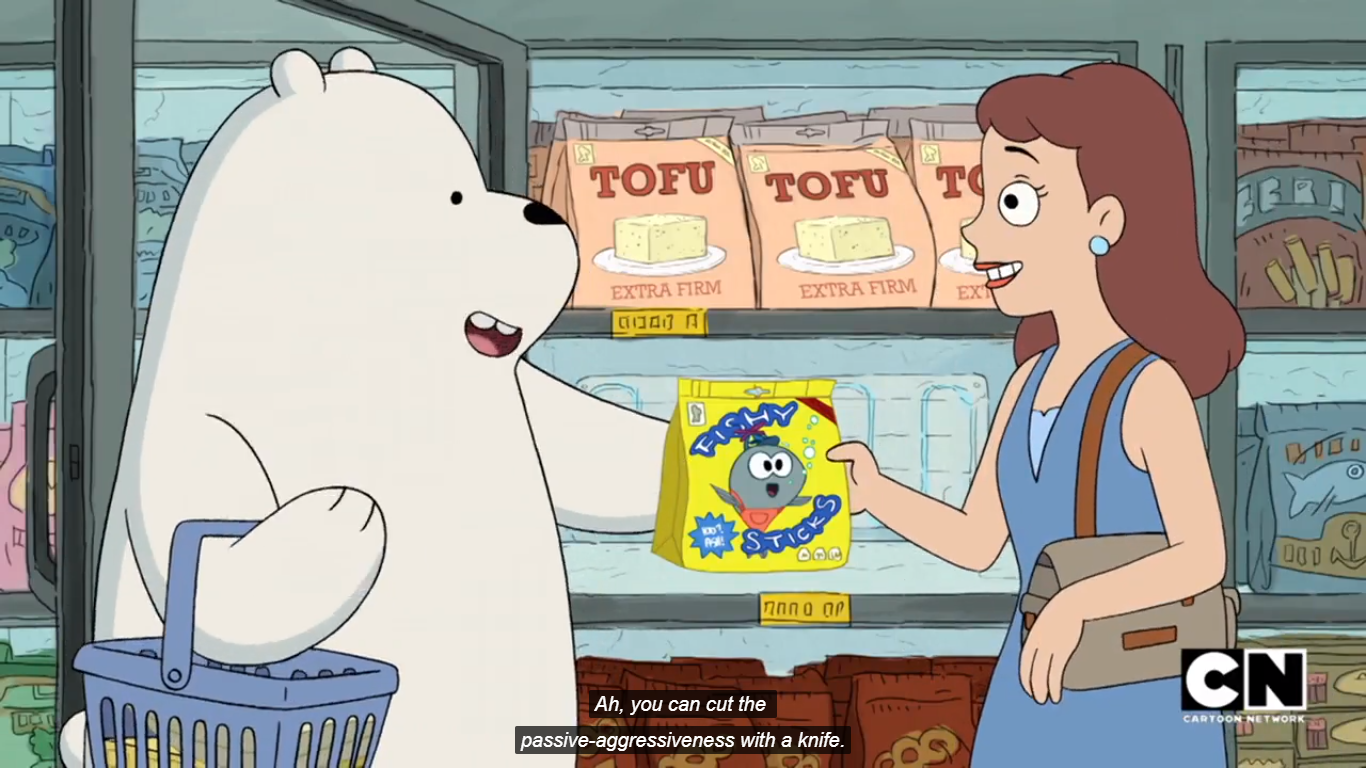 TOFU
EXTRA FIRM
TOFU
EXTRA FIRM
FISHY
STICKS
Ah, you can cut the
passive-aggressiveness with a knife.
CN
CARTOON NETWORK